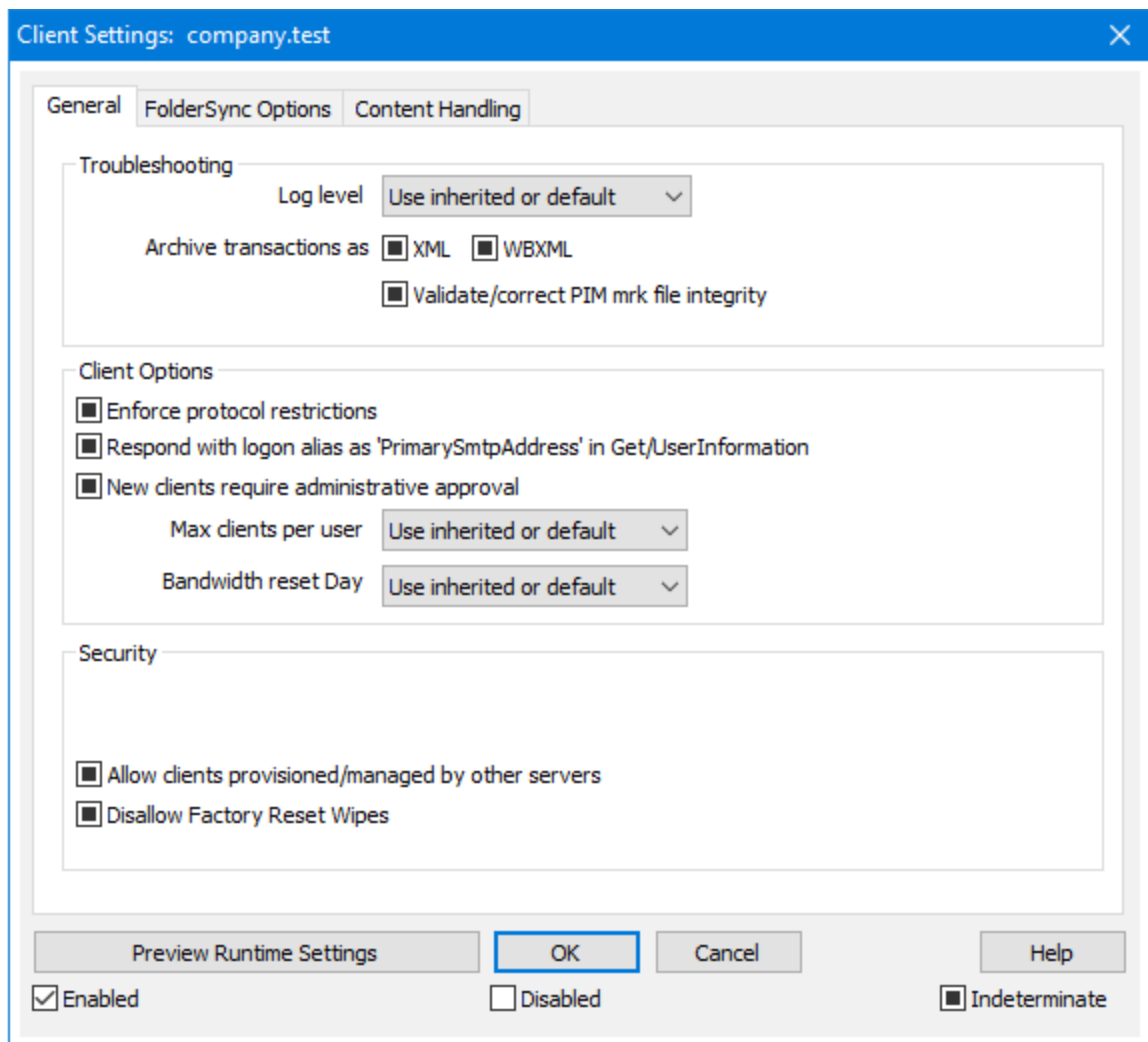 Client Settings: company.test
General FolderSync Options Content Handling
Troubleshooting
Log level Use inherited or default
Archive transactions as XML WBXML
Validate/correct PIM mrk file integrity
Client Options
Enforce protocol restrictions
Respond with logon alias as 'PrimarySmtpAddress' in Get/UserInformation
New clients require administrative approval
Max clients per user Use inherited or default
Bandwidth reset Day Use inherited or default
Security
Allow clients provisioned/managed by other servers
Disallow Factory Reset Wipes
Preview Runtime Settings OK Cancel Help
Enabled Disabled Indeterminate